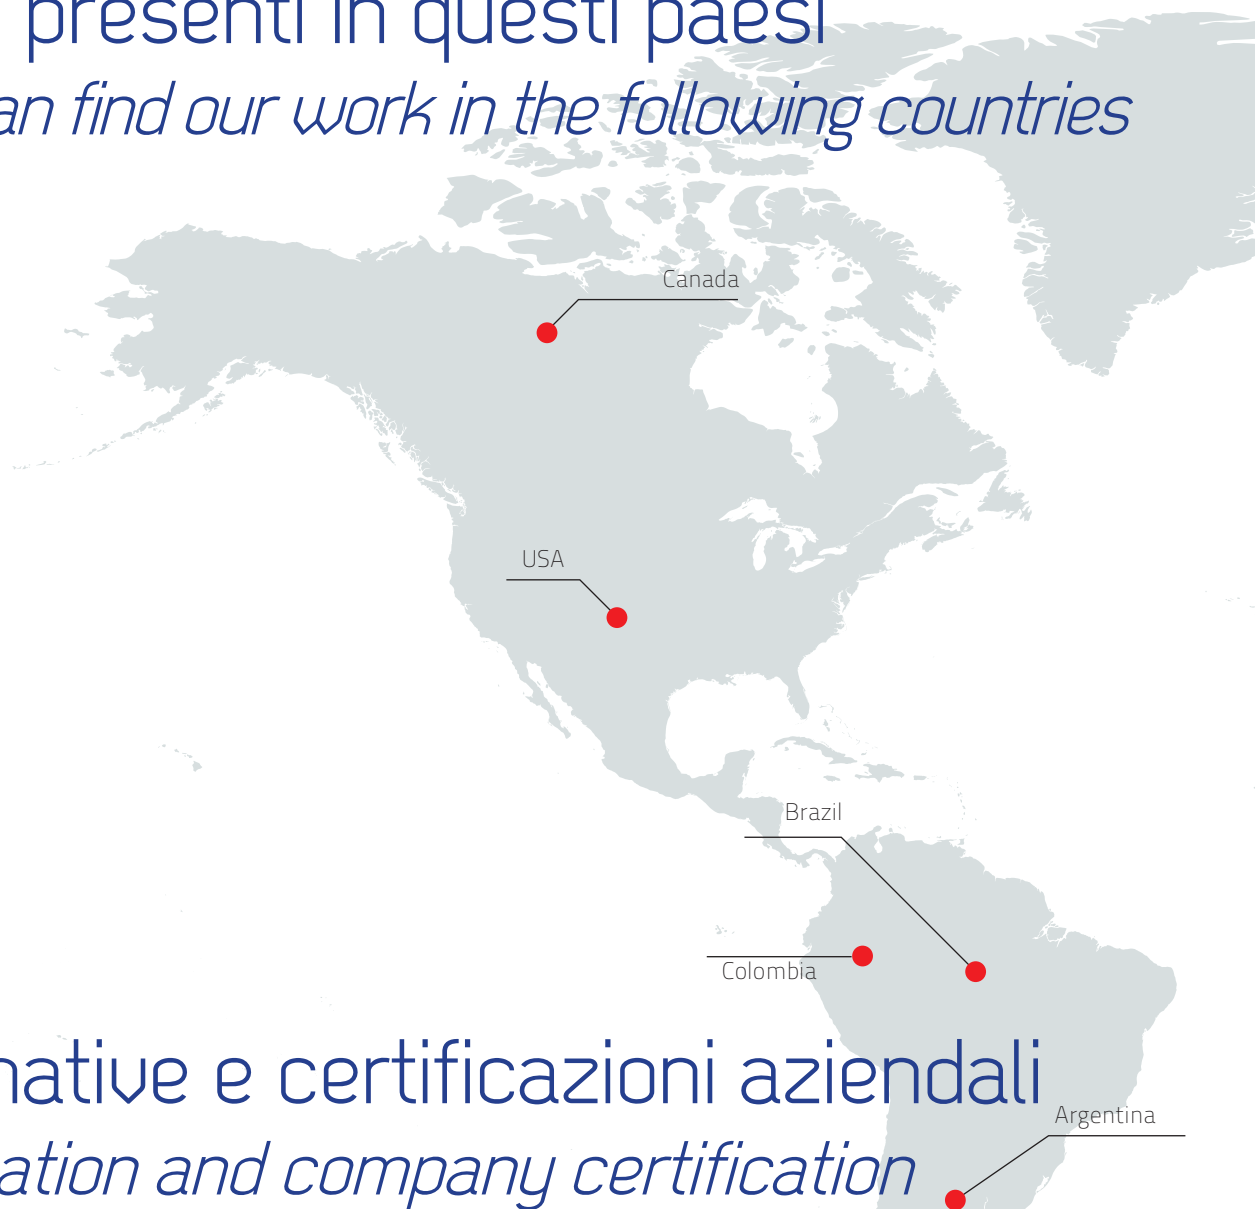 presenti in questi paesi
an find our work in the following countries
Canada
USA
Brazil
Colombia
native e certificazioni aziendali
Argentina
ation and company certification